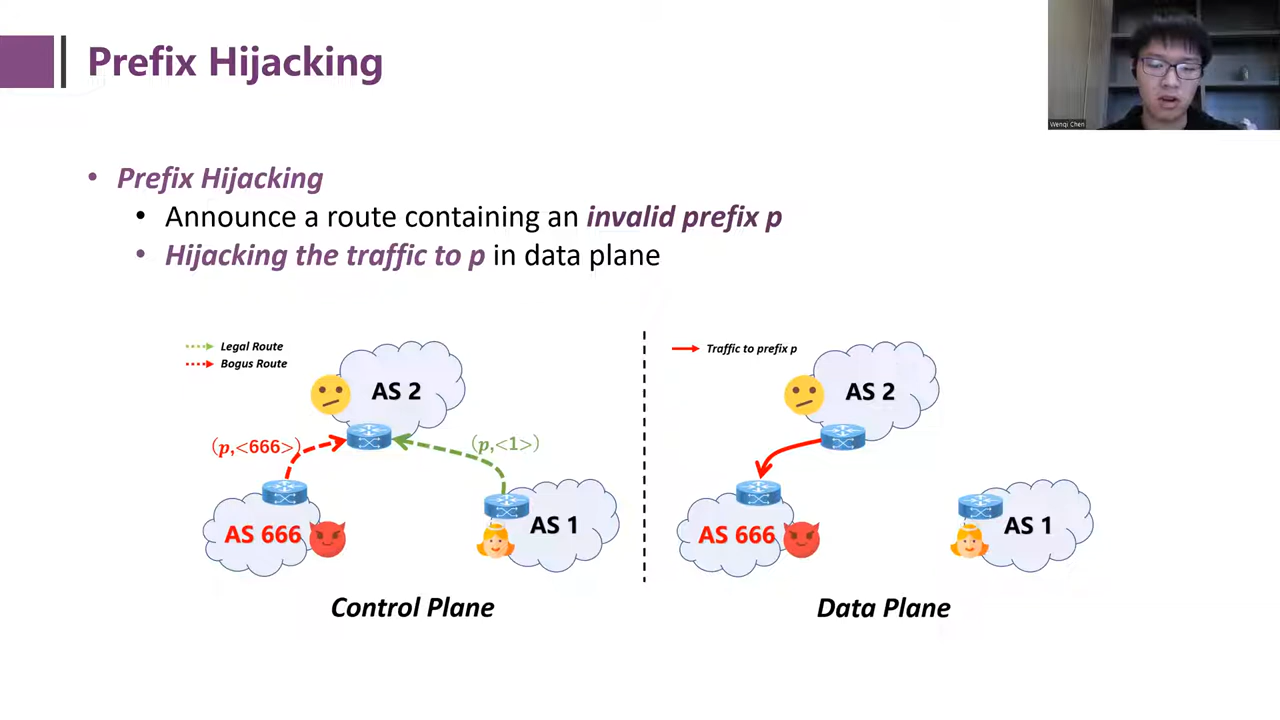 Prefix Hijacking
Wenqi Chen
• Prefix Hijacking
• Announce a route containing an invalid prefix p
• Hijacking the traffic to p in data plane
Legal Route
Bogus Route
AS 2
(p,<666>)
(p,<1>)
AS 666
AS 1
Control Plane
Traffic to prefix p
AS 2
AS 666
AS 1
Data Plane